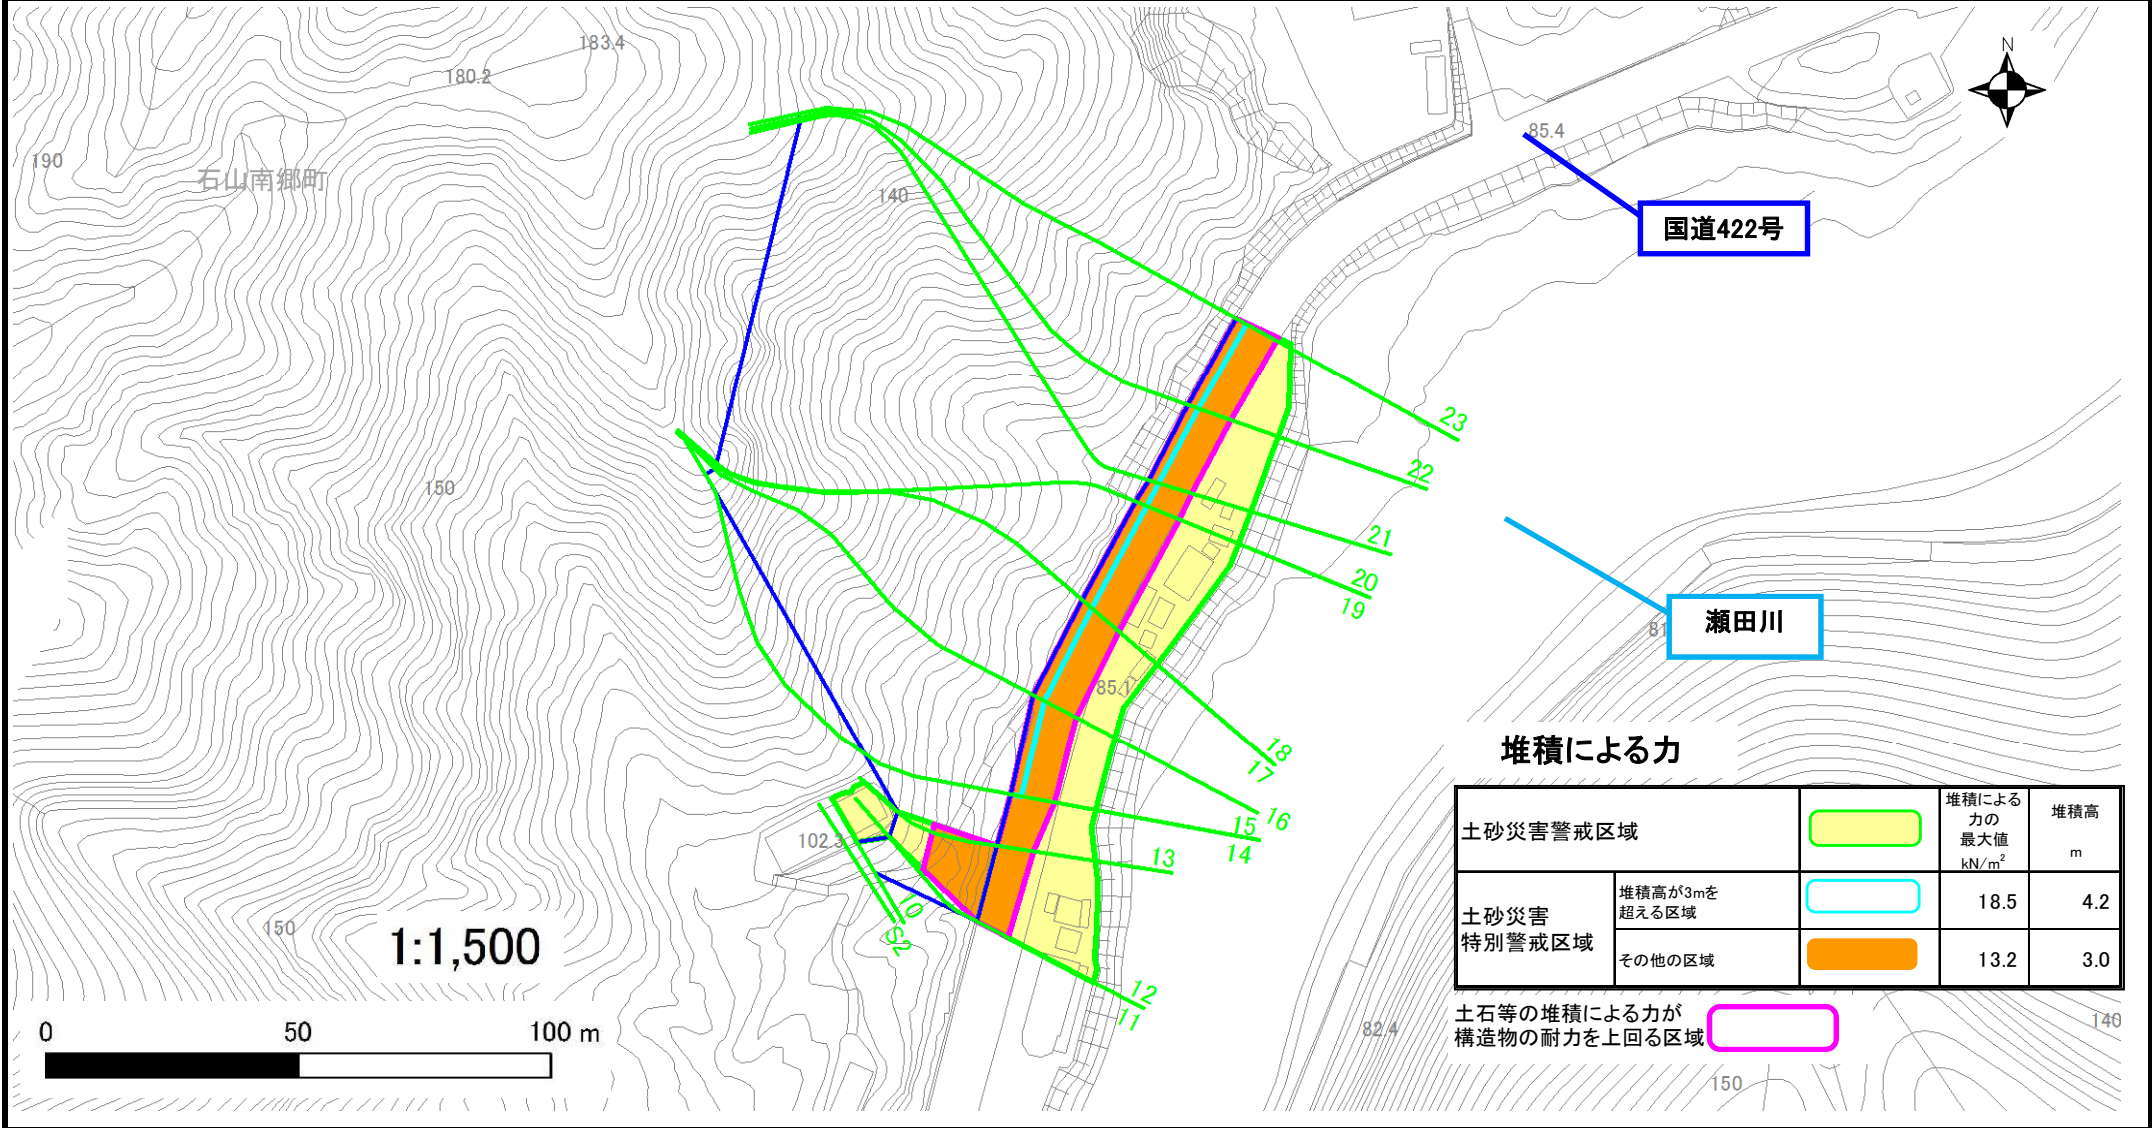 183.4
180.2
190
石山南郷町
140
N
85.4
国道422号
23
22
21
20
19
150
瀬田川
81
85.1
18
17
16
15
14
13
102.3
10
S2
12
11
150
1:1,500
0 50 100 m
堆積による力
土砂災害警戒区域
堆積による
力の
最大値
kN/m²
堆積高
m
土砂災害
特別警戒区域
堆積高が3mを
超える区域
18.5 4.2
その他の区域
13.2 3.0
土石等の堆積による力が
構造物の耐力を上回る区域
82.4
140
150